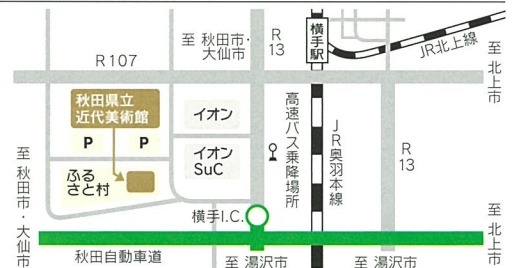 至 秋田市・
大仙市
R
13
横手駅
JR北上線
至 北上市
R107
秋田県立
近代美術館
P
P
イオン
イオン
SuC
高速バス乗降場所
JR奥羽本線
R
13
至 秋田市・大仙市
ふる
さと村
横手I.C.
至 北上市
秋田自動車道
至 湯沢市
至 湯沢市